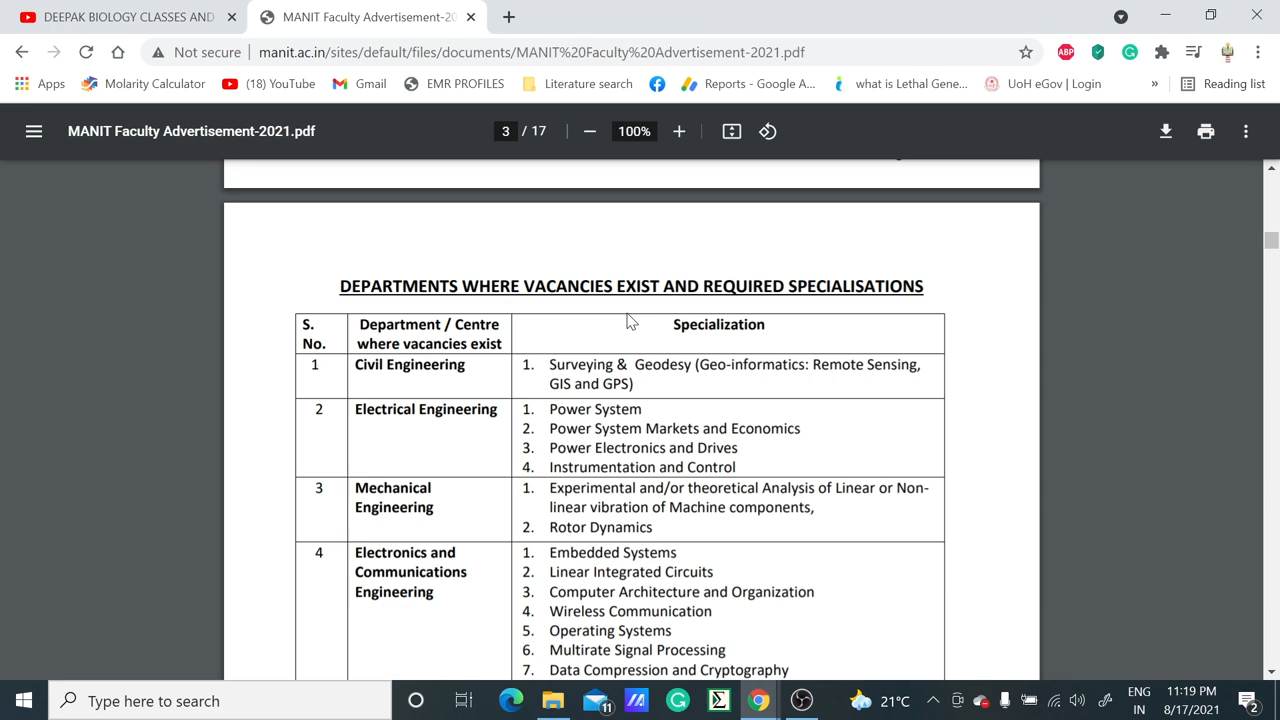 DEEPAK BIOLOGY CLASSES AND
MANIT Faculty Advertisement-20
Not secure
manit.ac.in/sites/default/files/documents/MANIT%20Faculty%20Advertisement-2021.pdf
ABP
Apps
Molarity Calculator
(18) YouTube
Gmail
EMR PROFILES
Literature search
Reports - Google A...
what is Lethal Gene...
UoH eGov | Login
»
Reading list
MANIT Faculty Advertisement-2021.pdf
3 / 17
100%
DEPARTMENTS WHERE VACANCIES EXIST AND REQUIRED SPECIALISATIONS
S. No.
Department / Centre where vacancies exist
Specialization
1
Civil Engineering
1. Surveying & Geodesy (Geo-informatics: Remote Sensing,
GIS and GPS)
2
Electrical Engineering
1. Power System
2. Power System Markets and Economics
3. Power Electronics and Drives
4. Instrumentation and Control
3
Mechanical
Engineering
1. Experimental and/or theoretical Analysis of Linear or Non-
linear vibration of Machine components,
2. Rotor Dynamics
4
Electronics and
Communications
Engineering
1. Embedded Systems
2. Linear Integrated Circuits
3. Computer Architecture and Organization
4. Wireless Communication
5. Operating Systems
6. Multirate Signal Processing
7. Data Compression and Cryptography
Type here to search
11
21°C
ENG
IN
11:19 PM
8/17/2021
2